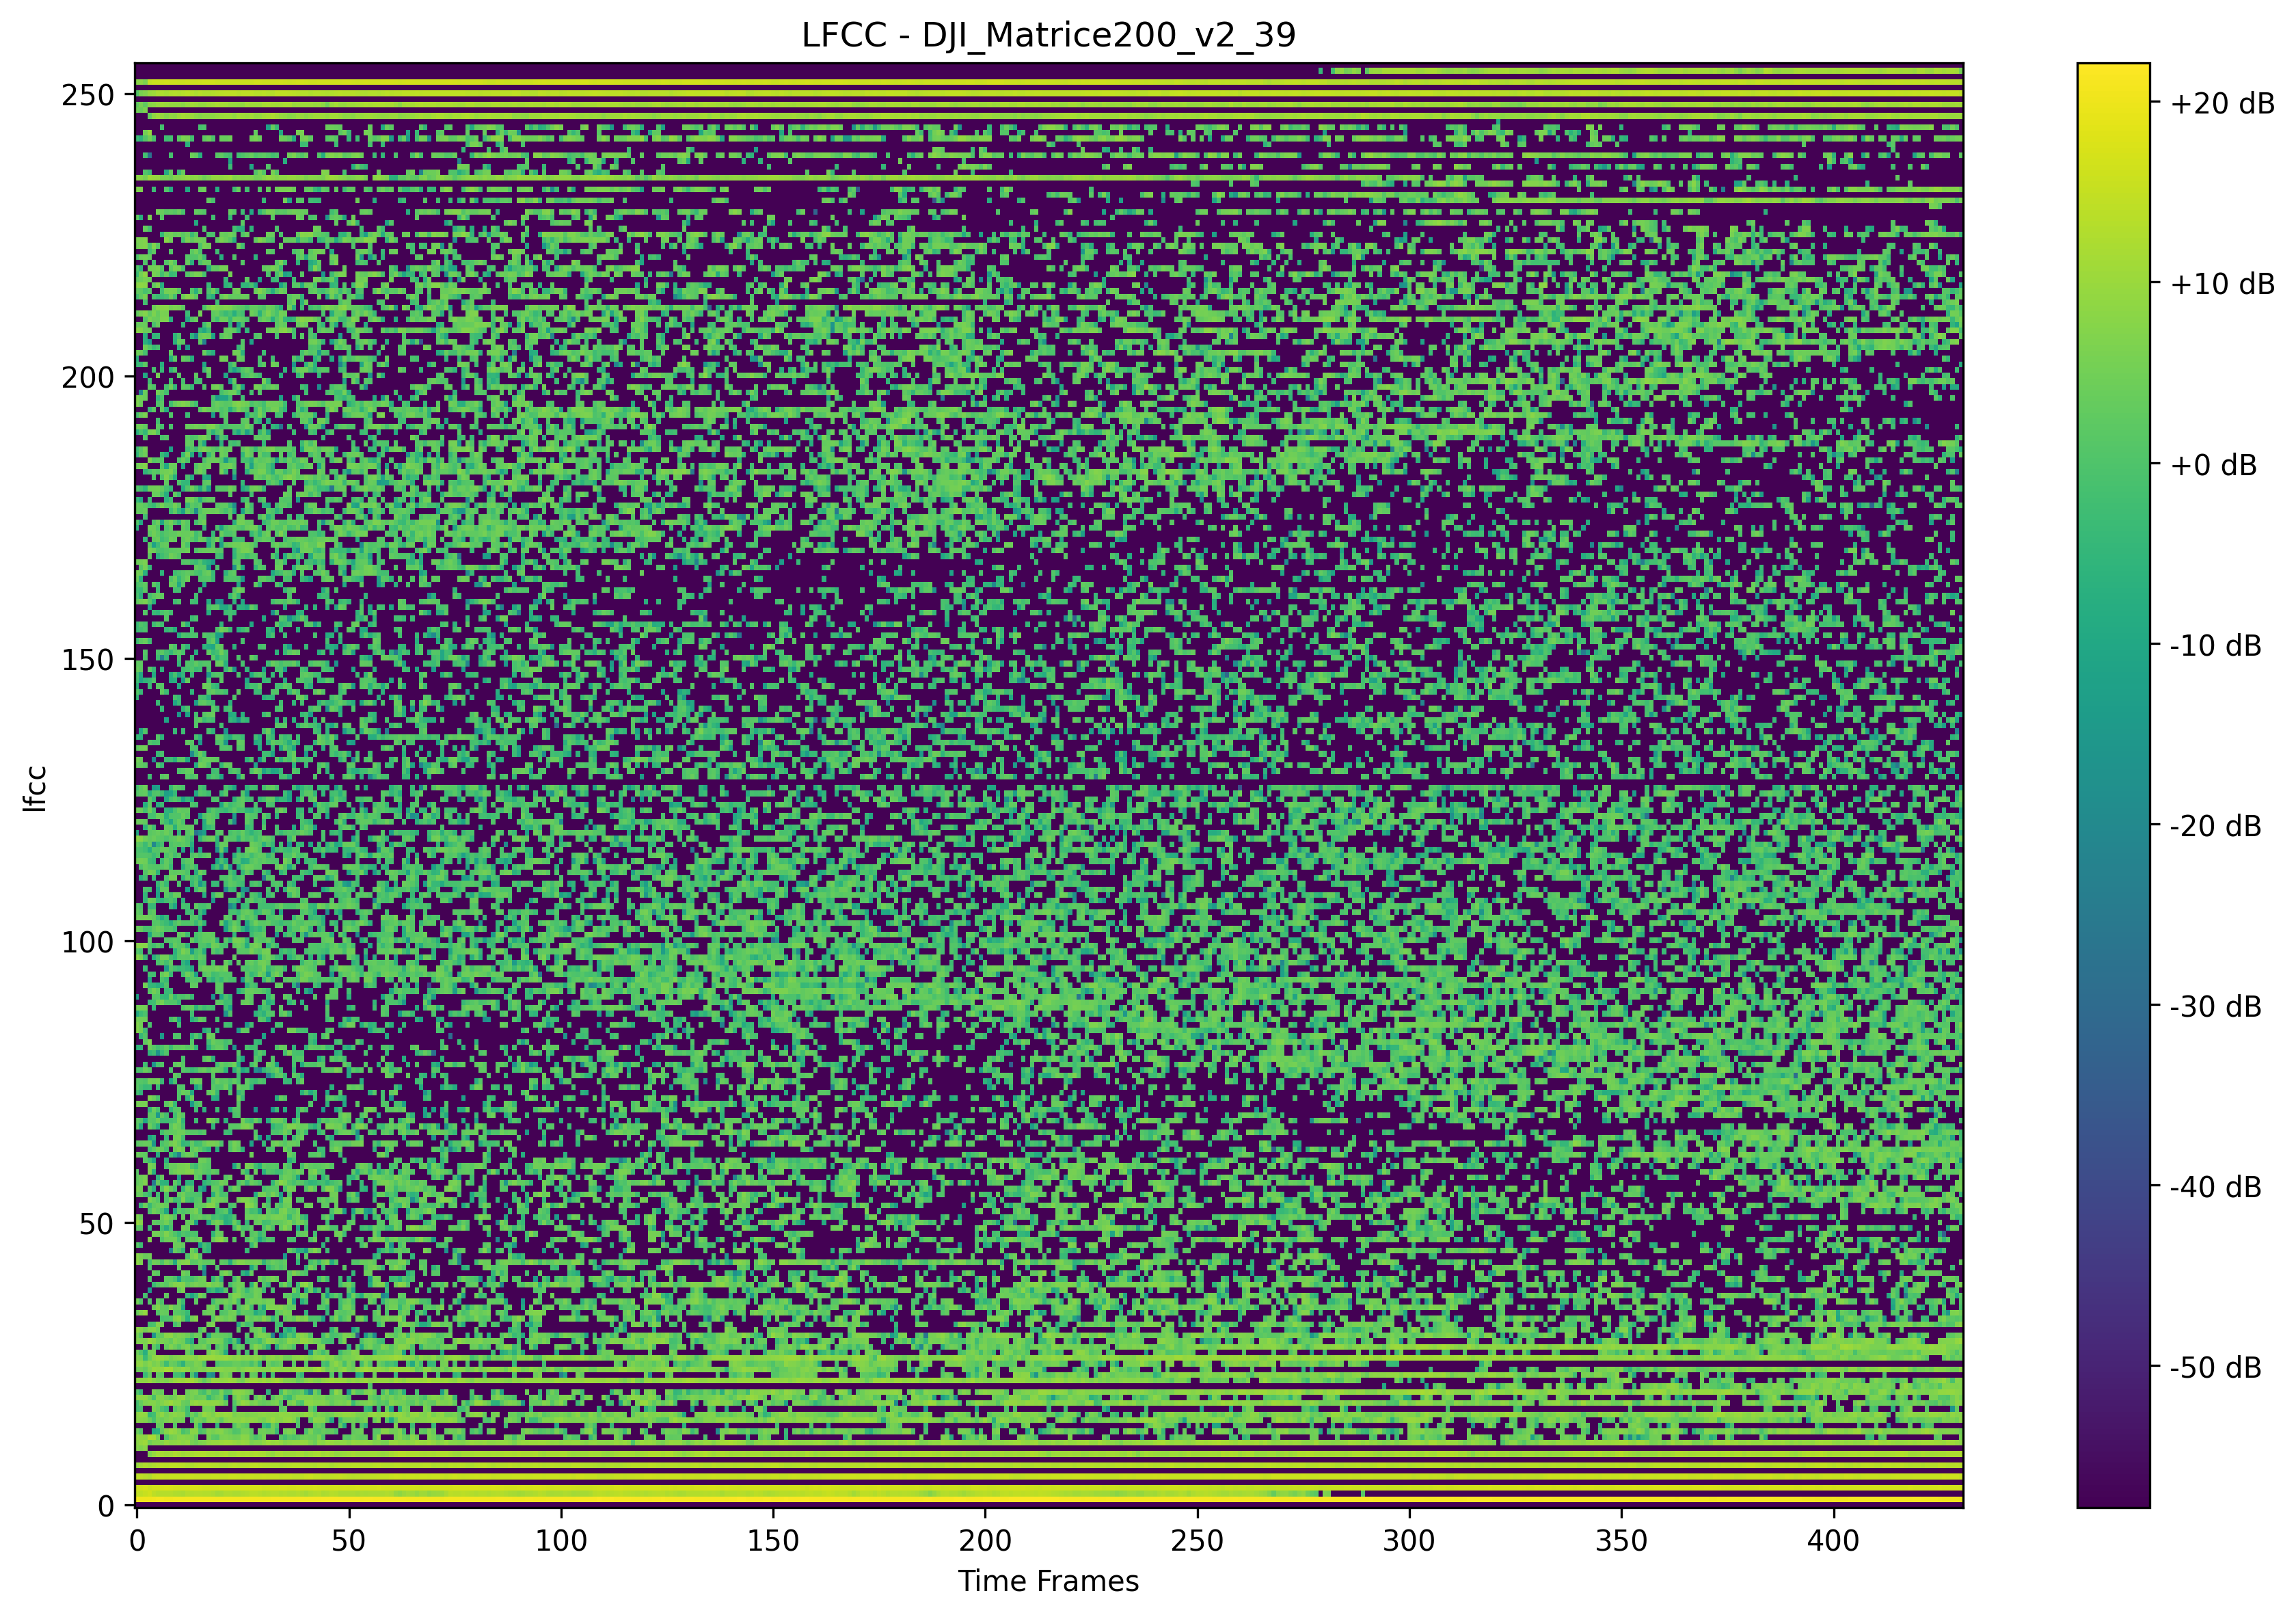 LFCC - DJI_Matrice200_v2_39
250
200
150
100
50
0
lfcc
0 50 100 150 200 250 300 350 400
Time Frames
+20 dB
+10 dB
+0 dB
-10 dB
-20 dB
-30 dB
-40 dB
-50 dB